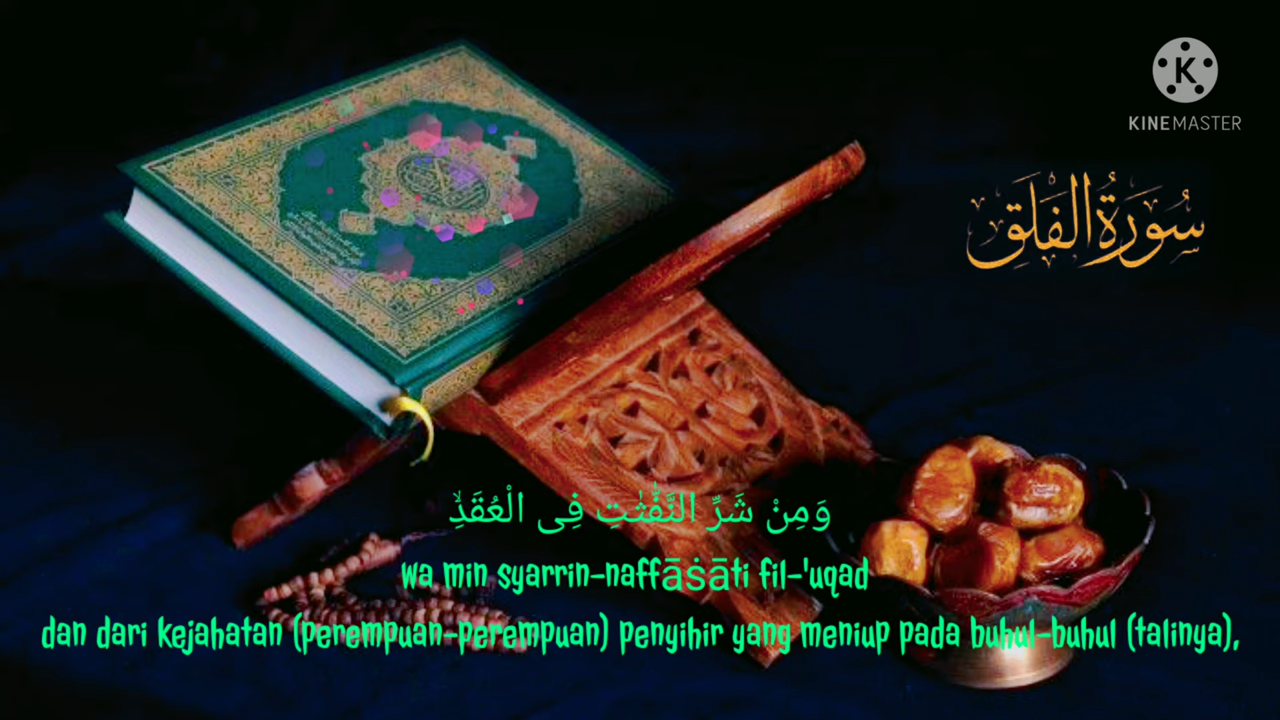 KINEMASTER
سُورَةُ الفَلَق
وَمِنْ شَرِّ النَّفّٰثٰتِ فِى الْعُقَدِۙ
wa min syarrin-naffāṡāti fil-'uqad
dan dari kejahatan (perempuan-perempuan) penyihir yang meniup pada buhul-buhul (talinya),